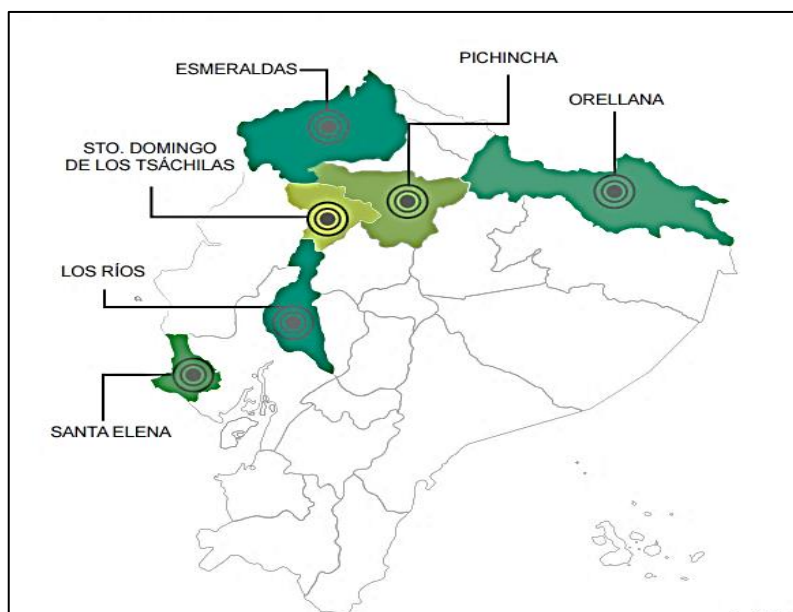 PICHINCHA
ESMERALDAS
ORELLANA
STO. DOMINGO
DE LOS TSÁCHILAS
LOS RÍOS
SANTA ELENA